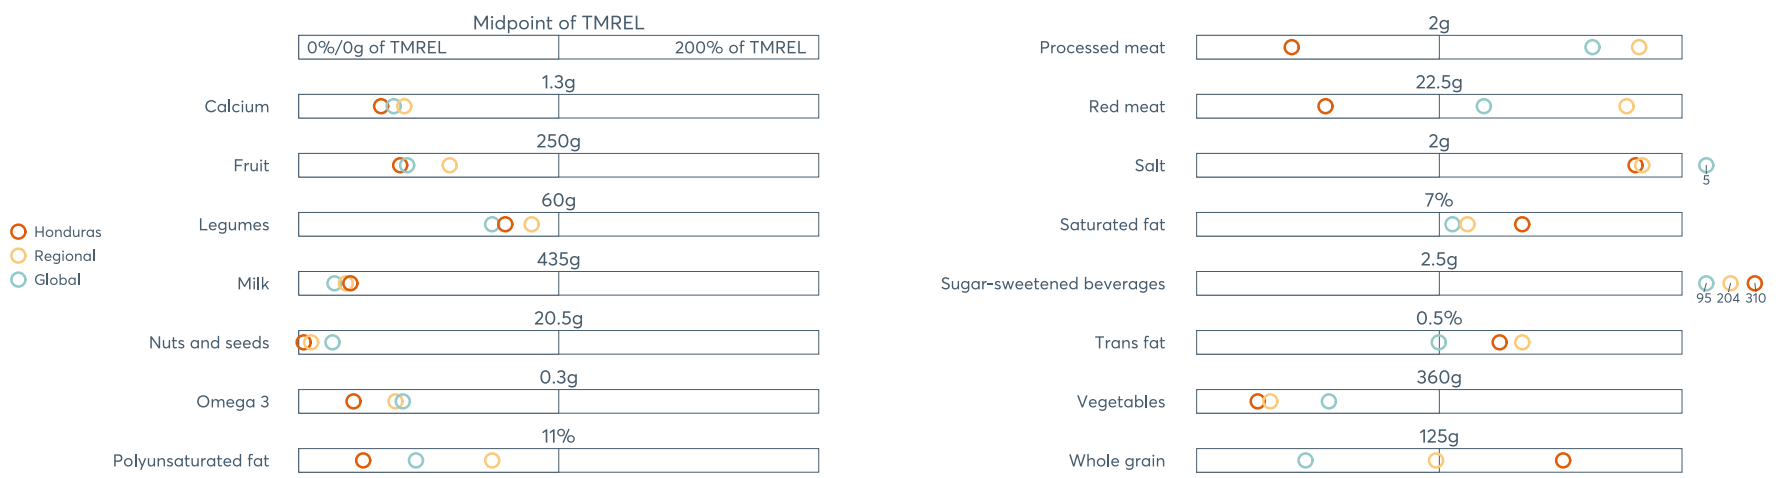 Midpoint of TMREL
0%/0g of TMREL 200% of TMREL
Calcium 1.3g
Fruit 250g
Legumes 60g
Milk 435g
Nuts and seeds 20.5g
Omega 3 0.3g
Polyunsaturated fat 11%
Honduras
Regional
Global
Processed meat 2g
Red meat 22.5g
Salt 2g
5
Saturated fat 7%
Sugar-sweetened beverages 2.5g
95 204 310
Trans fat 0.5%
Vegetables 360g
Whole grain 125g